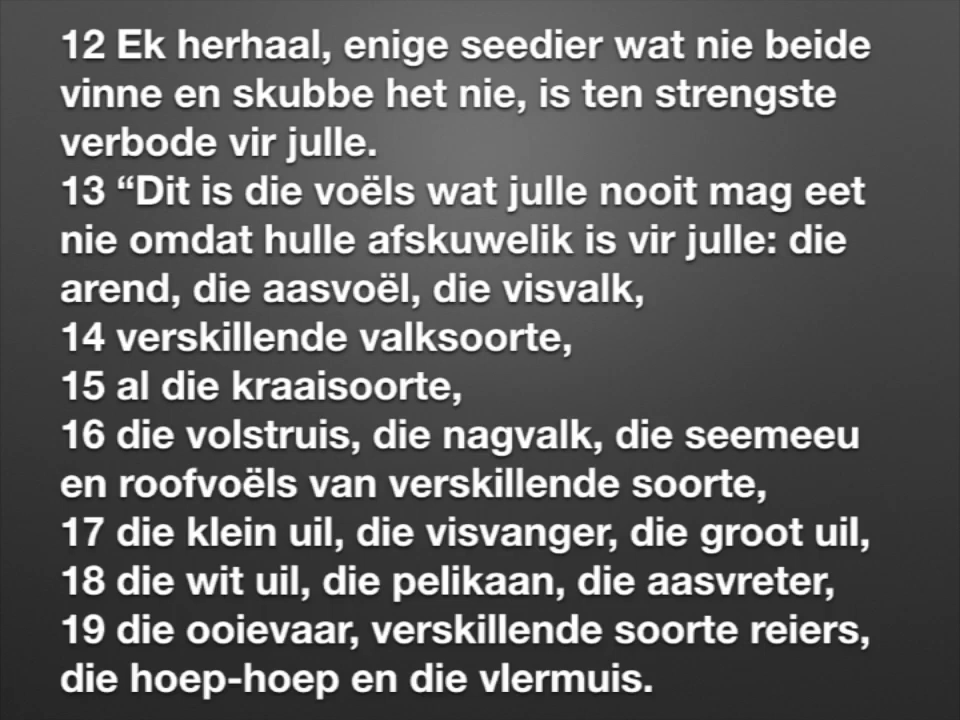 12 Ek herhaal, enige seedier wat nie beide
vinne en skubbe het nie, is ten strengste
verbode vir julle.
13 “Dit is die voëls wat julle nooit mag eet
nie omdat hulle afskuwelik is vir julle: die
arend, die aasvoël, die visvalk,
14 verskillende valksoorte,
15 al die kraaisoorte,
16 die volstruis, die nagvalk, die seemeeu
en roofvoëls van verskillende soorte,
17 die klein uil, die visvanger, die groot uil,
18 die wit uil, die pelikaan, die aasvreter,
19 die ooievaar, verskillende soorte reiers,
die hoep-hoep en die vlermuis.